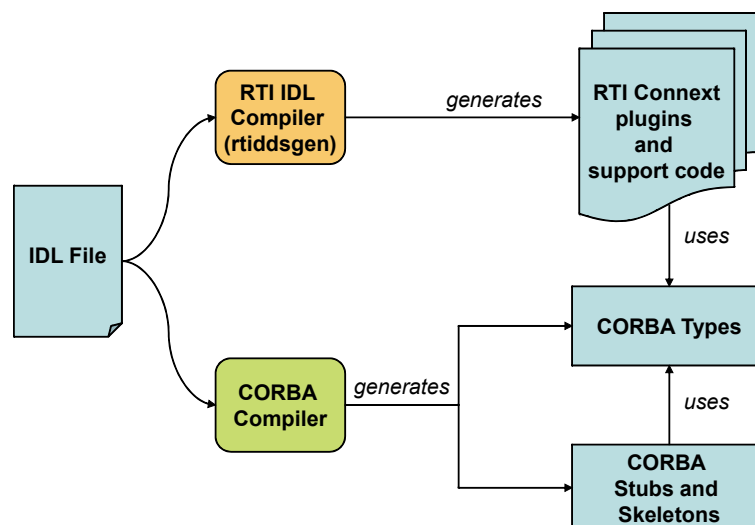 RTI IDL
Compiler
(rtiddsgen)
generates
RTI Connext
plugins
and
support code
IDL File
uses
CORBA Types
CORBA
Compiler
generates
uses
CORBA
Stubs and
Skeletons